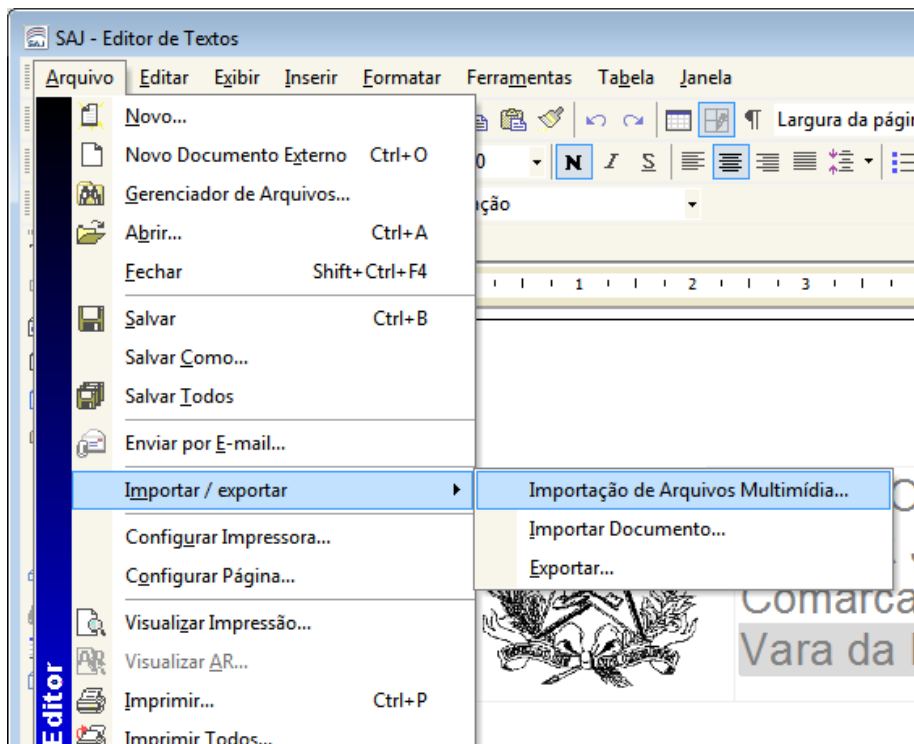 SAJ - Editor de Textos
Arquivo Editar Exibir Inserir Formatar Ferramentas Tabela Janela
Novo...
Largura da págin
Novo Documento Externo Ctrl+O
0 N I S
Gerenciador de Arquivos...
ção
Abrir... Ctrl+A
Fechar Shift+Ctrl+F4
1 2 3
Salvar Ctrl+B
Salvar Como...
Salvar Todos
Enviar por E-mail...
Importar / exportar
Importação de Arquivos Multimídia...
Importar Documento...
Exportar...
Configurar Impressora...
Configurar Página...
Comarca
Visualizar Impressão...
Vara da
Visualizar AR...
Imprimir... Ctrl+P
Imprimir Todos...
Editor